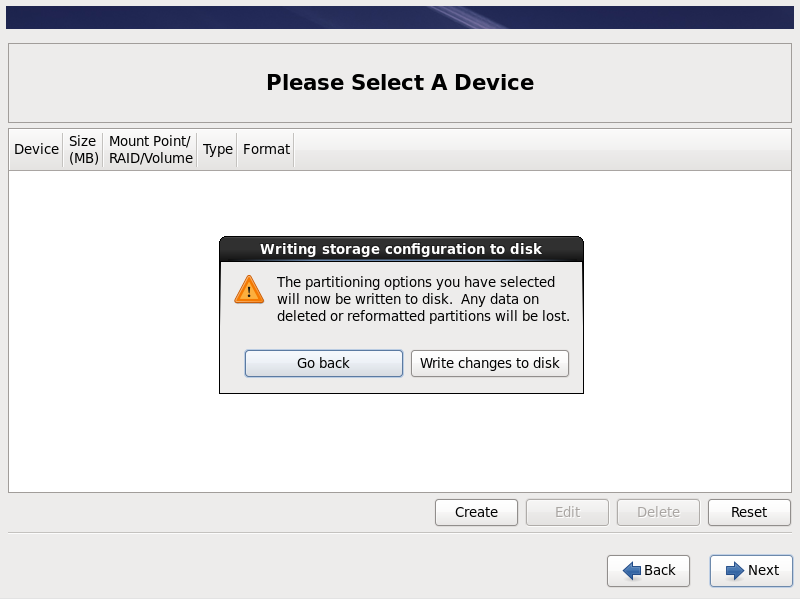 Please Select A Device
Device
Size
(MB)
Mount Point/
RAID/Volume
Type
Format
Writing storage configuration to disk
The partitioning options you have selected
will now be written to disk.  Any data on
deleted or reformatted partitions will be lost.
Go back
Write changes to disk
Create
Edit
Delete
Reset
Back
Next